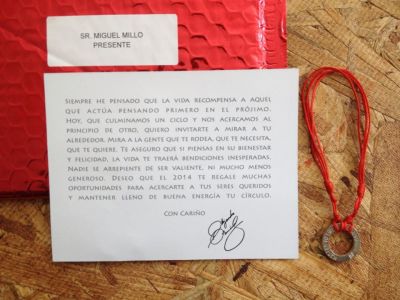 SR. MIGUEL MILLO
PRESENTE
SIEMPRE HE PENSADO QUE LA VIDA RECOMPENSA A AQUEL
QUE ACTÚA PENSANDO PRIMERO EN EL PRÓJIMO.
HOY, QUE CULMINAMOS UN CICLO Y NOS ACERCAMOS AL
PRINCIPIO DE OTRO, QUIERO INVITARTE A MIRAR A TU
ALREDEDOR. MIRA A LA GENTE QUE TE RODEA, QUE TE NECESITA,
QUE TE QUIERE. TE ASEGURO QUE SI PIENSAS EN SU BIENESTAR
Y FELICIDAD, LA VIDA TE TRAERÁ BENDICIONES INESPERADAS.
NADIE SE ARREPIENTE DE SER VALIENTE, NI MUCHO MENOS
GENEROSO. DESEO QUE EL 2014 TE REGALE MUCHAS
OPORTUNIDADES PARA ACERCARTE A TUS SERES QUERIDOS
Y MANTENER LLENO DE BUENA ENERGÍA TU CÍRCULO.
CON CARIÑO